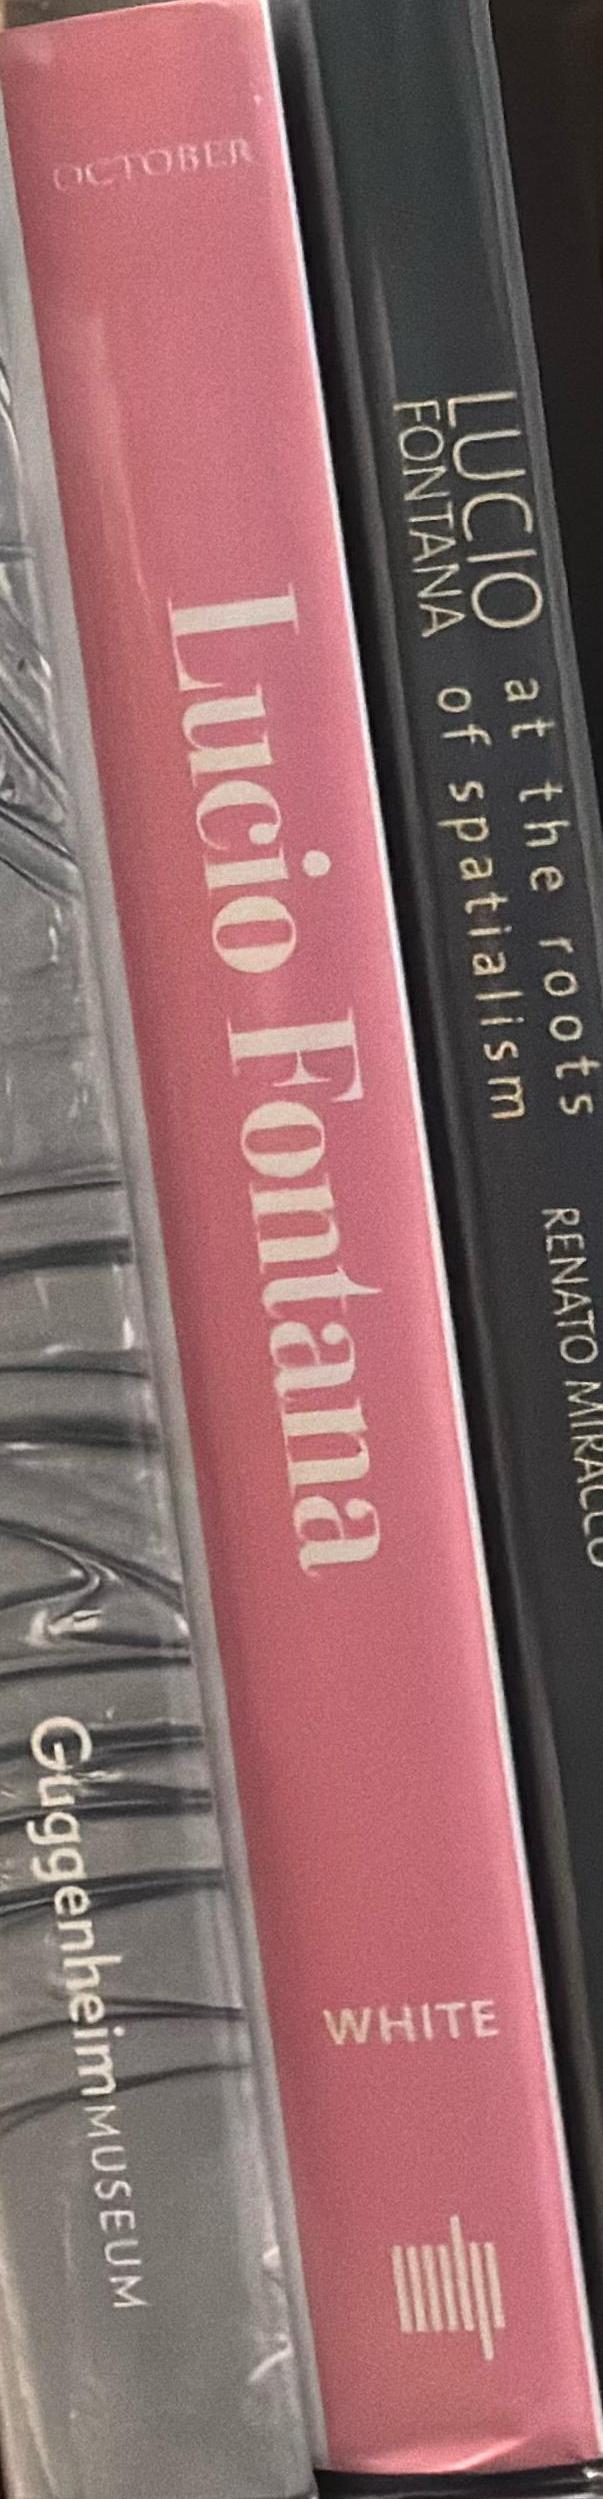 Guggenheim MUSEUM
OCTOBER
Lucio Fontana
WHITE
LUCIO
FONTANA
at the roots
of spatialism
RENATO MIRACCO